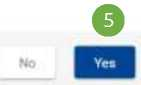 5
No Yes